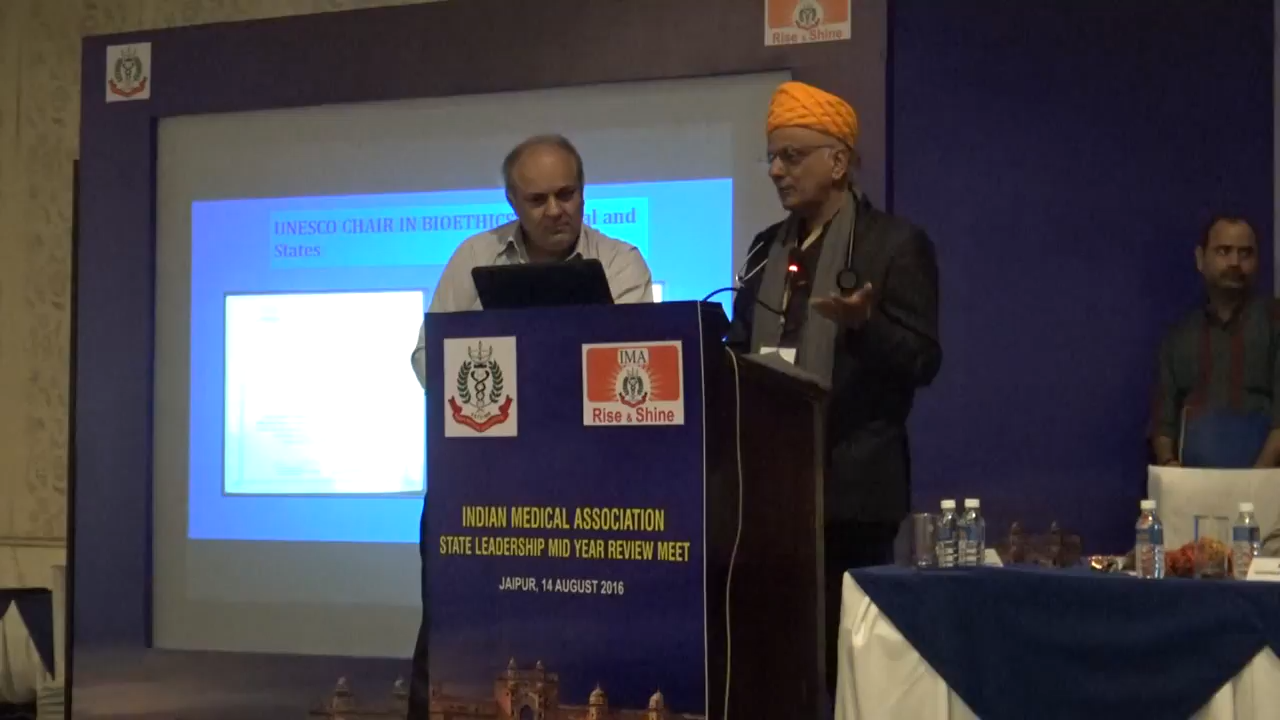 Rise & Shine
UNESCO CHAIR IN BIOETHICS and
States
IMA
Rise & Shine
INDIAN MEDICAL ASSOCIATION
STATE LEADERSHIP MID YEAR REVIEW MEET
JAIPUR, 14 AUGUST 2016